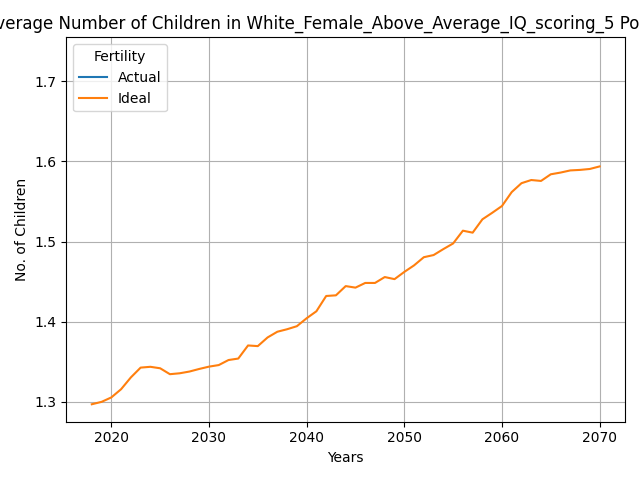 verage Number of Children in White_Female_Above_Average_IQ_scoring_5 Po
Fertility
Actual
Ideal
No. of Children
1.7
1.6
1.5
1.4
1.3
2020 2030 2040 2050 2060 2070
Years